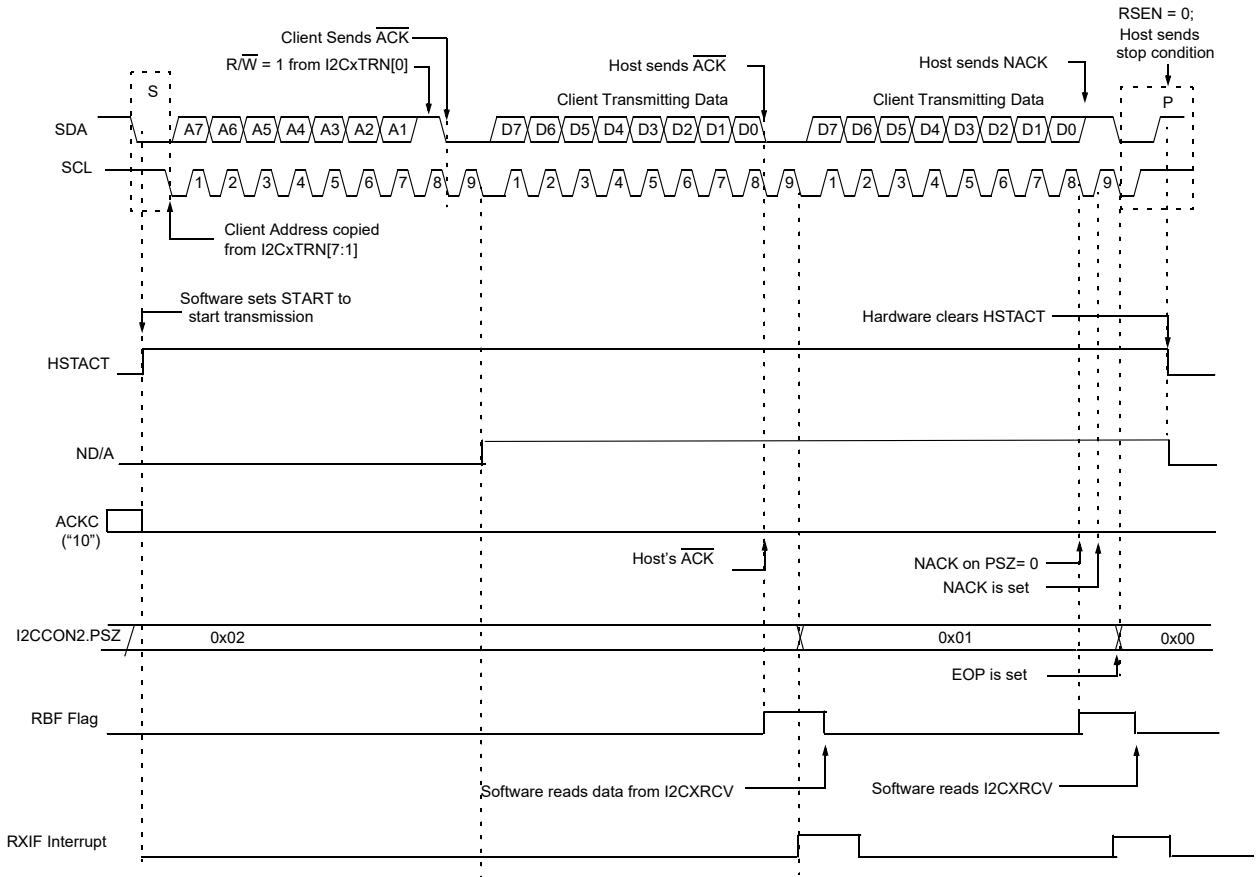 RSEN = 0;
Host sends
stop condition
Client Sends ACK
R/W = 1 from I2CxTRN[0]
Host sends ACK
Host sends NACK
S
Client Transmitting Data
Client Transmitting Data
P
SDA
A7 A6 A5 A4 A3 A2 A1
D7 D6 D5 D4 D3 D2 D1 D0
D7 D6 D5 D4 D3 D2 D1 D0
SCL
1 2 3 4 5 6 7 8 9
1 2 3 4 5 6 7 8 9
1 2 3 4 5 6 7 8 9
Client Address copied
from I2CxTRN[7:1]
Software sets START to
start transmission
Hardware clears HSTACT
HSTACT
ND/A
ACKC
("10")
Host's ACK
NACK on PSZ= 0
NACK is set
I2CCON2.PSZ
0x02
0x01
0x00
EOP is set
RBF Flag
Software reads data from I2CXRCV
Software reads I2CXRCV
RXIF Interrupt